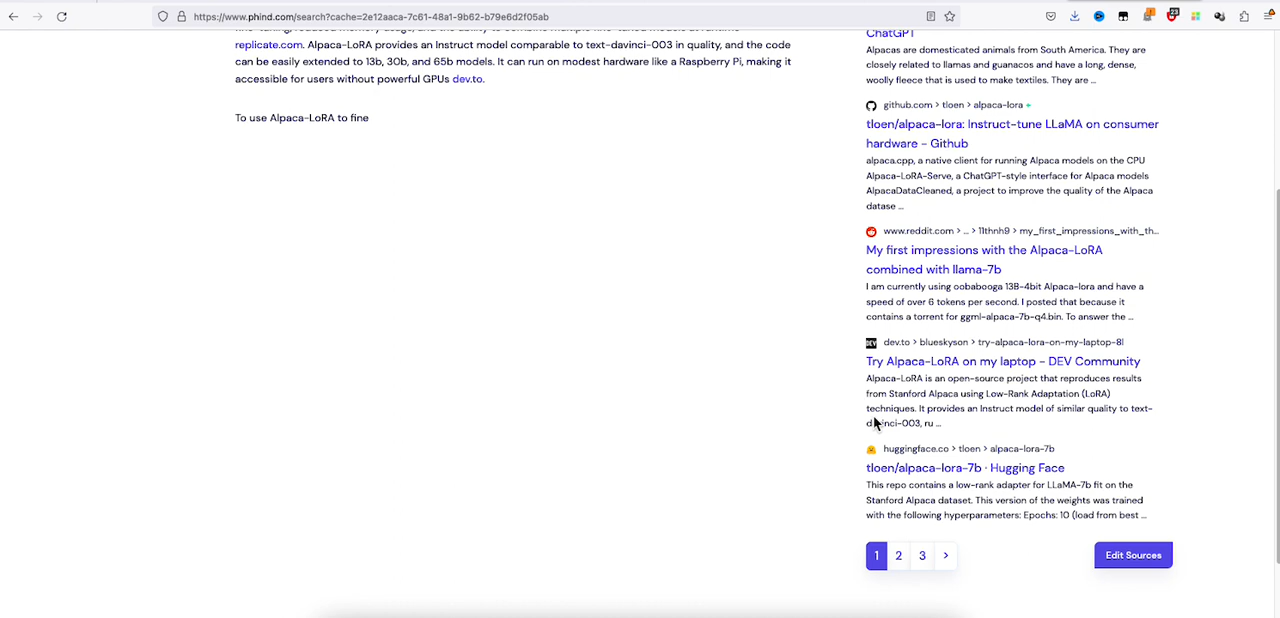 https://www.phind.com/search?cache=2e12aaca-7c61-48a1-9b62-b79e6d2f05ab
23
replicate.com. Alpaca-LoRA provides an Instruct model comparable to text-davinci-003 in quality, and the code
can be easily extended to 13b, 30b, and 65b models. It can run on modest hardware like a Raspberry Pi, making it
accessible for users without powerful GPUs dev.to.
To use Alpaca-LoRA to fine
ChatGPT
Alpacas are domesticated animals from South America. They are
closely related to llamas and guanacos and have a long, dense,
woolly fleece that is used to make textiles. They are ...
github.com > tloen > alpaca-lora
tloen/alpaca-lora: Instruct-tune LLaMA on consumer
hardware - Github
alpaca.cpp, a native client for running Alpaca models on the CPU
Alpaca-LoRA-Serve, a ChatGPT-style interface for Alpaca models
AlpacaDataCleaned, a project to improve the quality of the Alpaca
datase ...
www.reddit.com > ... > 11thnh9 > my_first_impressions_with_th...
My first impressions with the Alpaca-LoRA
combined with llama-7b
I am currently using oobabooga 13B-4bit Alpaca-lora and have a
speed of over 6 tokens per second. I posted that because it
contains a torrent for ggml-alpaca-7b-q4.bin. To answer the ...
DEV dev.to > blueskyson > try-alpaca-lora-on-my-laptop-8l
Try Alpaca-LoRA on my laptop - DEV Community
Alpaca-LoRA is an open-source project that reproduces results
from Stanford Alpaca using Low-Rank Adaptation (LoRA)
techniques. It provides an Instruct model of similar quality to text-
davinci-003, ru ...
huggingface.co > tloen > alpaca-lora-7b
tloen/alpaca-lora-7b · Hugging Face
This repo contains a low-rank adapter for LLaMA-7b fit on the
Stanford Alpaca dataset. This version of the weights was trained
with the following hyperparameters: Epochs: 10 (load from best ...
1 2 3 >
Edit Sources